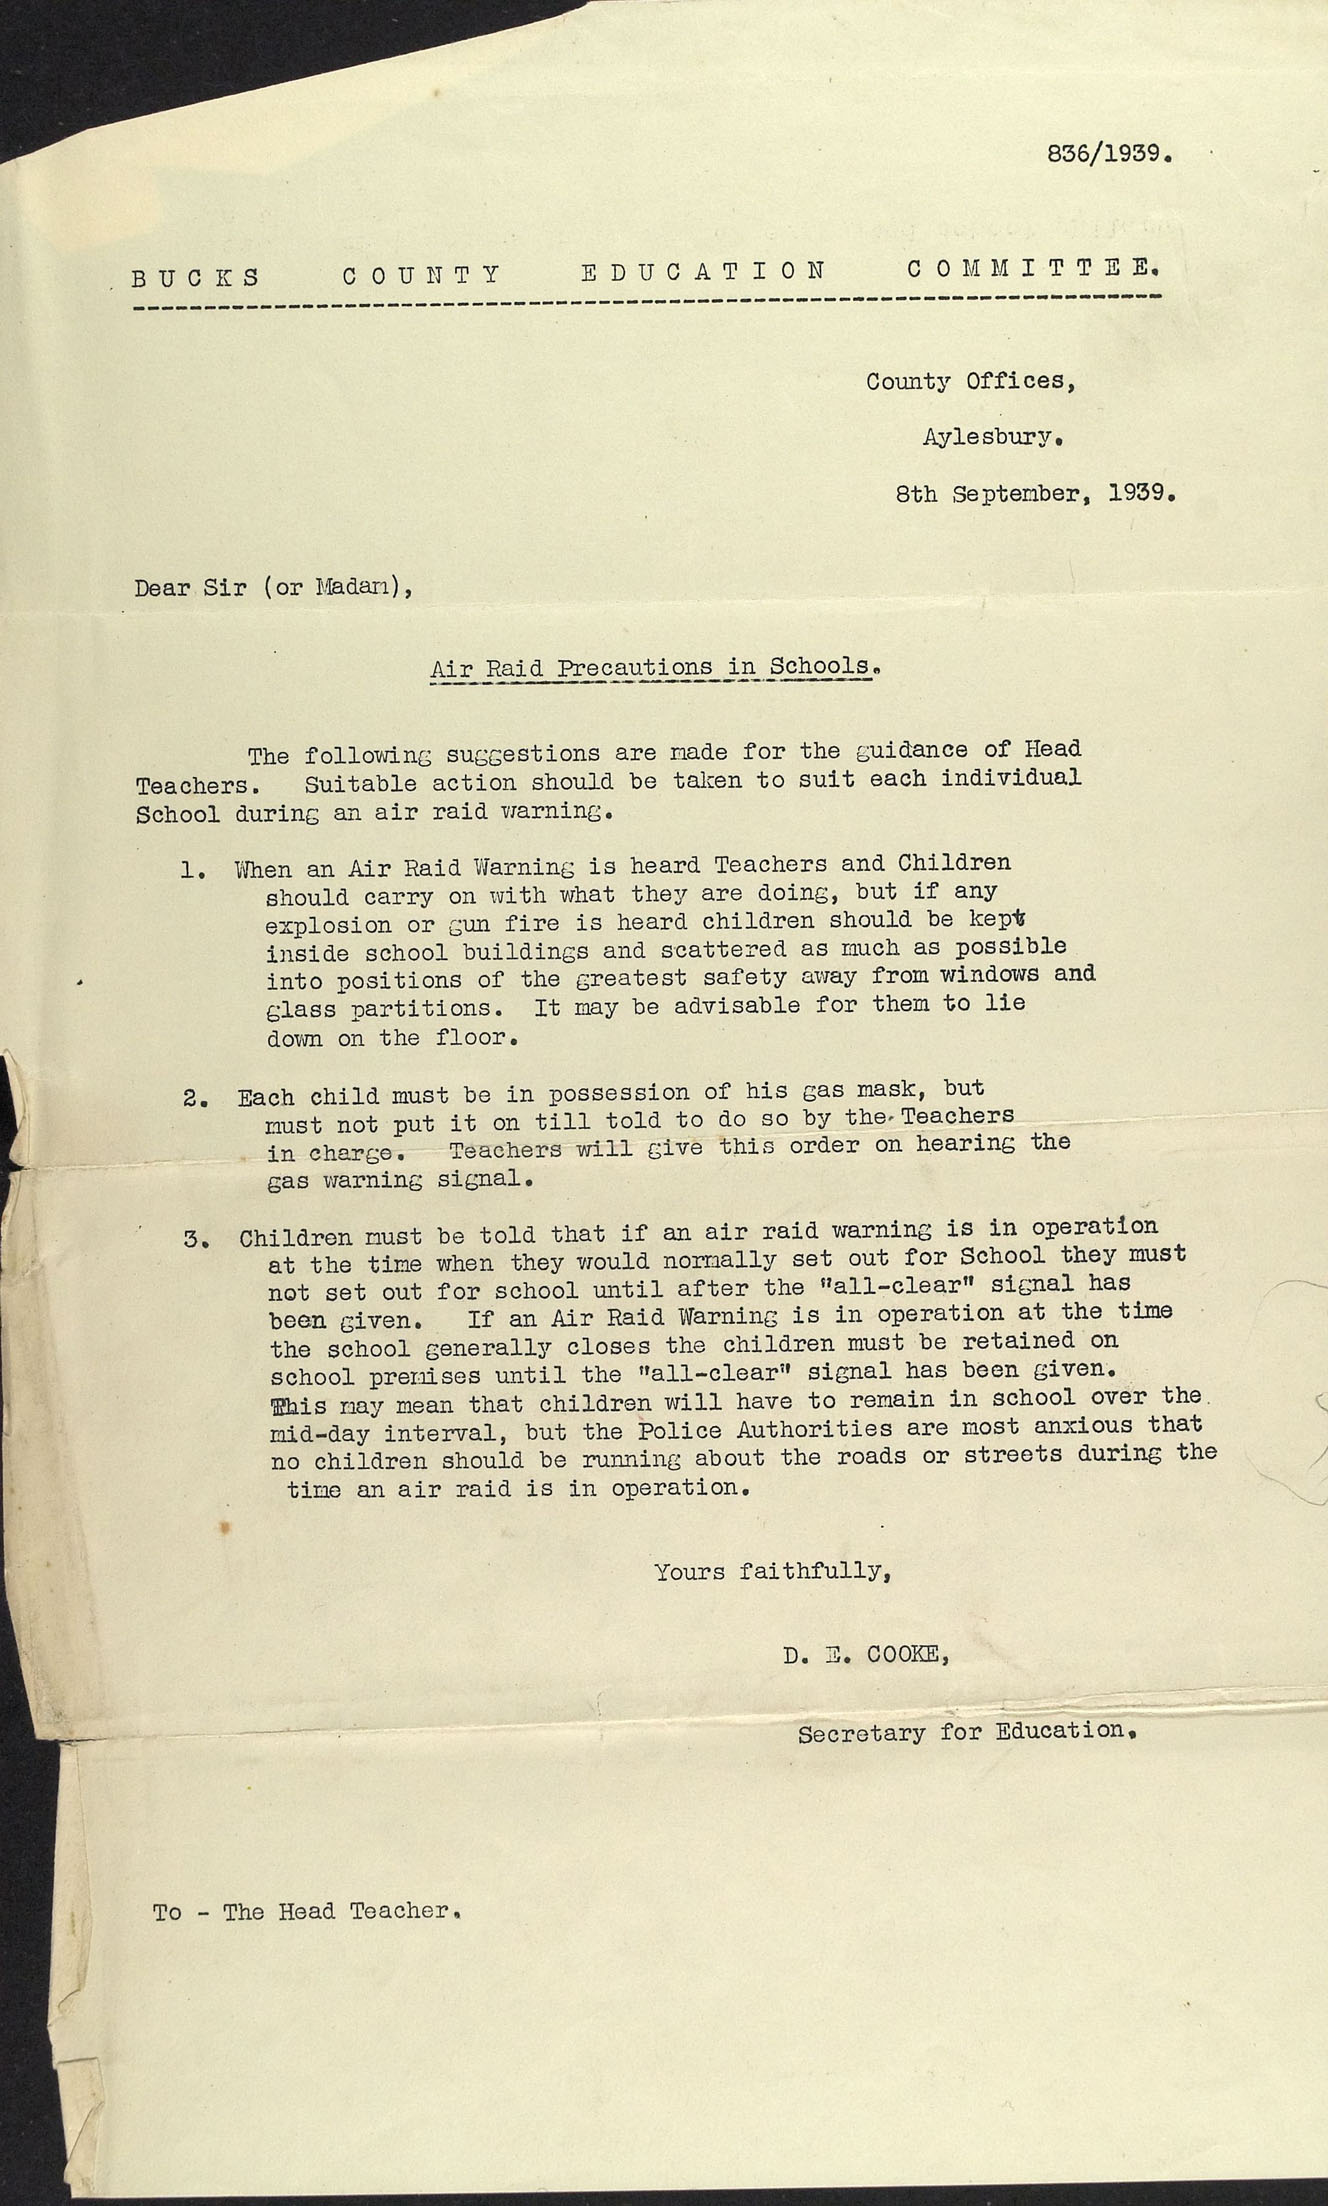 836/1939.
BUCKS COUNTY EDUCATION COMMITTEE.
County Offices,
Aylesbury.
8th September, 1939.
Dear Sir (or Madam),
Air Raid Precautions in Schools.
The following suggestions are made for the guidance of Head
Teachers. Suitable action should be taken to suit each individual
School during an air raid warning.
1. When an Air Raid Warning is heard Teachers and Children
should carry on with what they are doing, but if any
explosion or gun fire is heard children should be kept
inside school buildings and scattered as much as possible
into positions of the greatest safety away from windows and
glass partitions. It may be advisable for them to lie
down on the floor.
2. Each child must be in possession of his gas mask, but
must not put it on till told to do so by the Teachers
in charge. Teachers will give this order on hearing the
gas warning signal.
3. Children must be told that if an air raid warning is in operation
at the time when they would normally set out for School they must
not set out for school until after the "all-clear" signal has
been given. If an Air Raid Warning is in operation at the time
the school generally closes the children must be retained on
school premises until the "all-clear" signal has been given.
This may mean that children will have to remain in school over the
mid-day interval, but the Police Authorities are most anxious that
no children should be running about the roads or streets during the
time an air raid is in operation.
Yours faithfully,
D. E. COOKE,
Secretary for Education.
To - The Head Teacher.